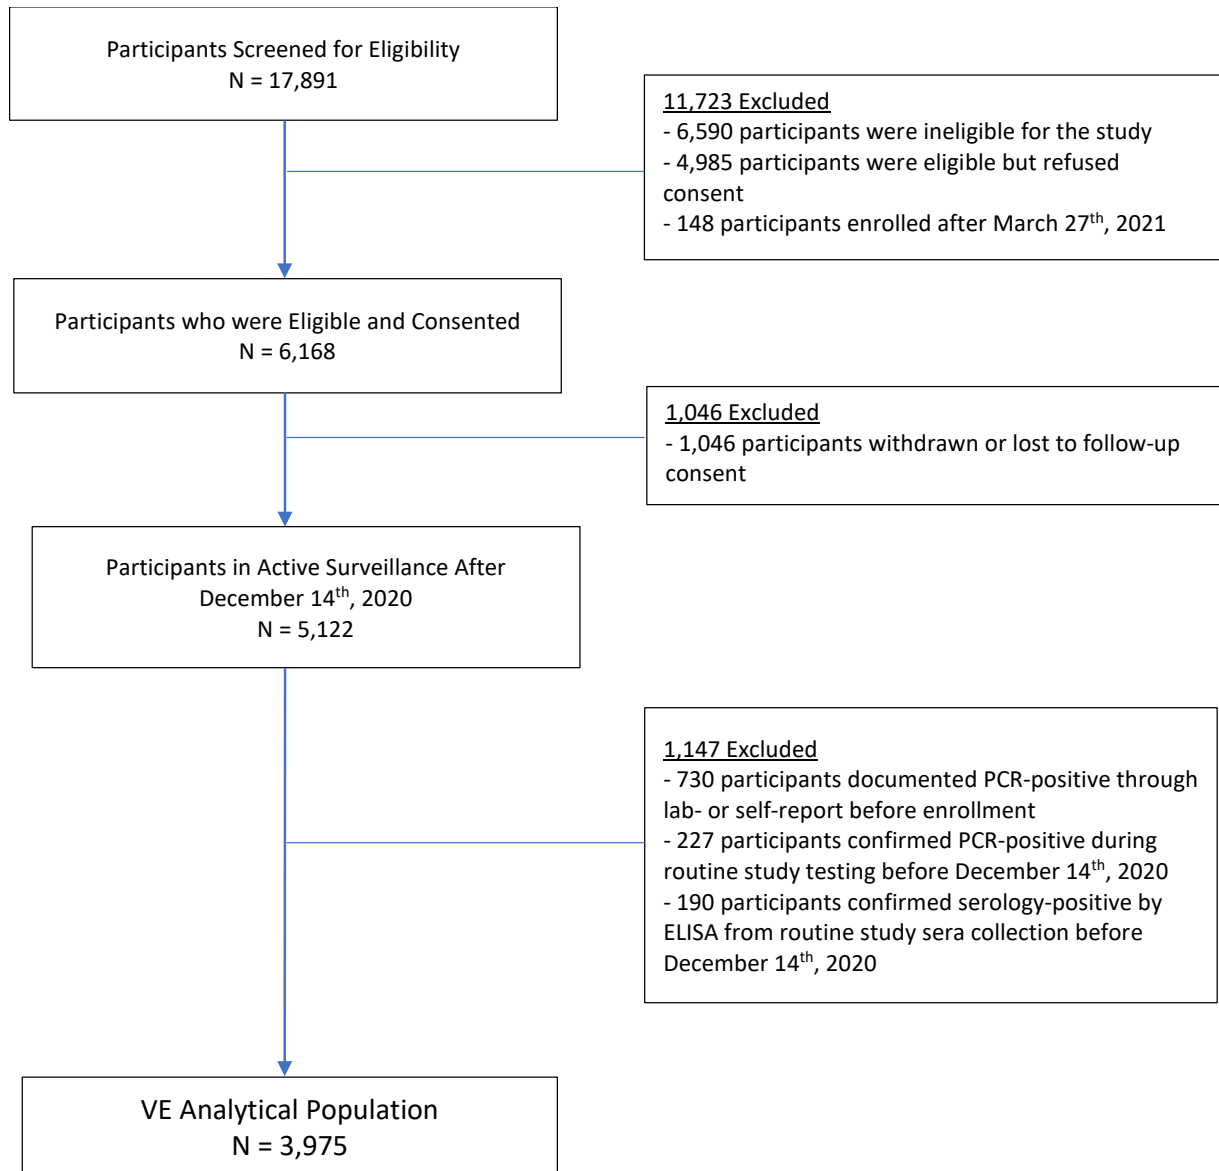 Participants Screened for Eligibility
N = 17,891
11,723 Excluded
- 6,590 participants were ineligible for the study
- 4,985 participants were eligible but refused
consent
- 148 participants enrolled after March 27th, 2021
Participants who were Eligible and Consented
N = 6,168
1,046 Excluded
- 1,046 participants withdrawn or lost to follow-up
consent
Participants in Active Surveillance After
December 14th, 2020
N = 5,122
1,147 Excluded
- 730 participants documented PCR-positive through
lab- or self-report before enrollment
- 227 participants confirmed PCR-positive during
routine study testing before December 14th, 2020
- 190 participants confirmed serology-positive by
ELISA from routine study sera collection before
December 14th, 2020
VE Analytical Population
N = 3,975